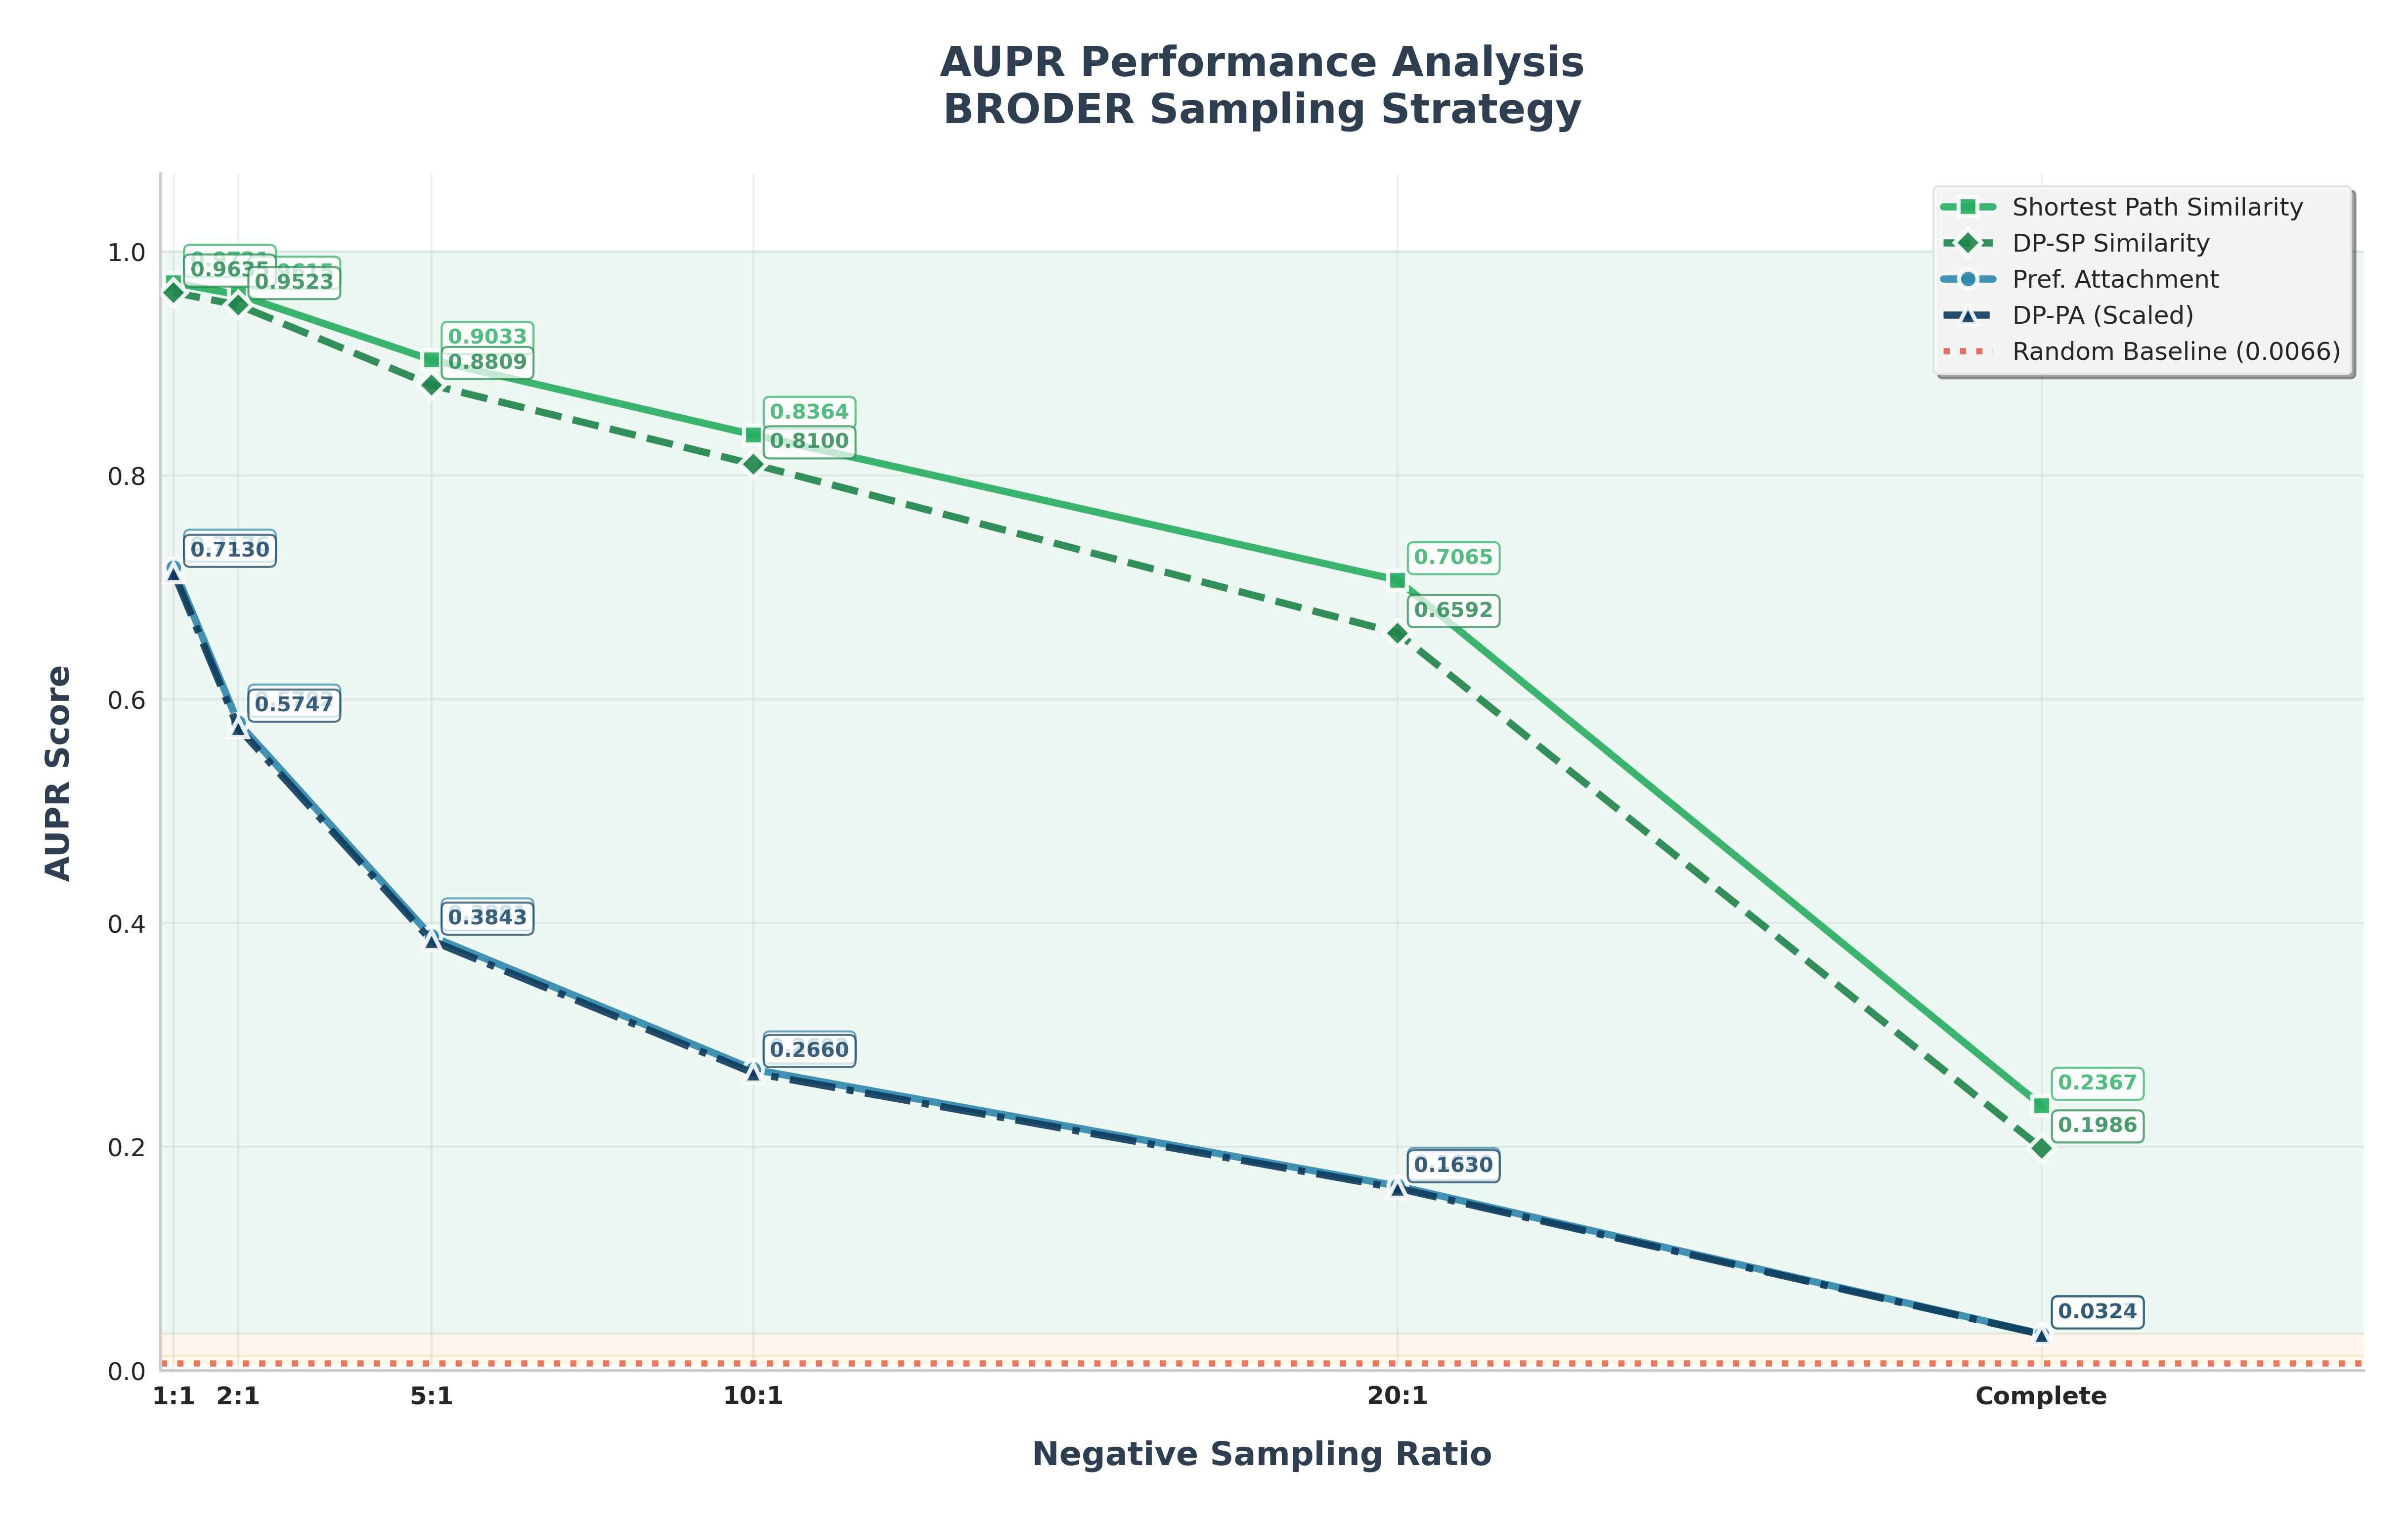 AUPR Performance Analysis
BRODER Sampling Strategy
Shortest Path Similarity
DP-SP Similarity
Pref. Attachment
DP-PA (Scaled)
Random Baseline (0.0066)
AUPR Score
1.0
0.8
0.6
0.4
0.2
0.0
0.9635
0.9523
0.9033
0.8809
0.8364
0.8100
0.7065
0.6592
0.2367
0.1986
0.7130
0.5747
0.3843
0.2660
0.1630
0.0324
1:1 2:1 5:1 10:1 20:1 Complete
Negative Sampling Ratio